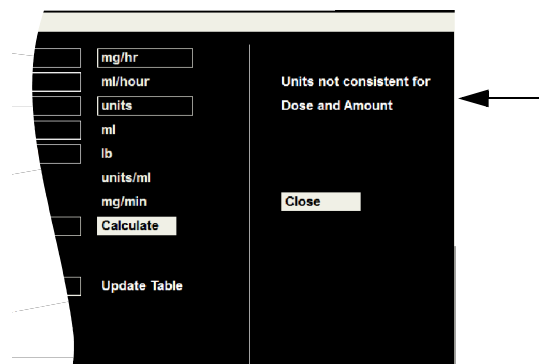 mg/hr
ml/hour
units
ml
lb
units/ml
mg/min
Calculate
Update Table
Units not consistent for
Dose and Amount
Close